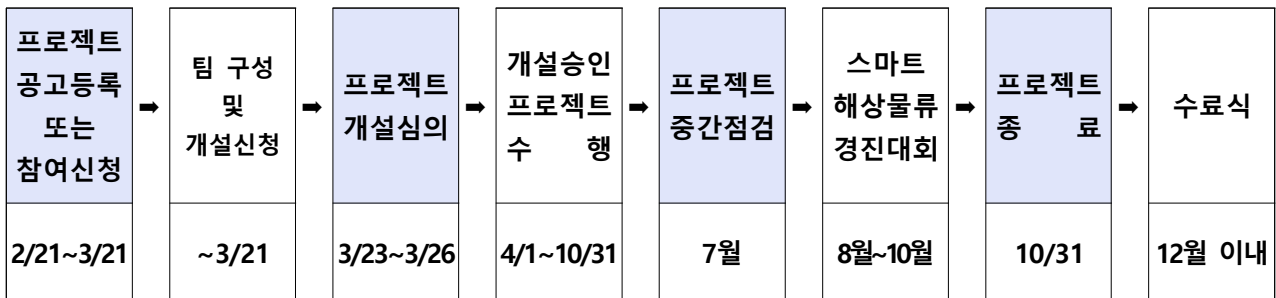 프로젝트
공고등록
또는
참여신청
➡
팀 구성
및
개설신청
➡
프로젝트
개설심의
➡
개설승인
프로젝트
수 행
➡
프로젝트
중간점검
➡
스마트
해상물류
경진대회
➡
프로젝트
종 료
➡
수료식
2/21~3/21
~3/21
3/23~3/26
4/1~10/31
7월
8월~10월
10/31
12월 이내